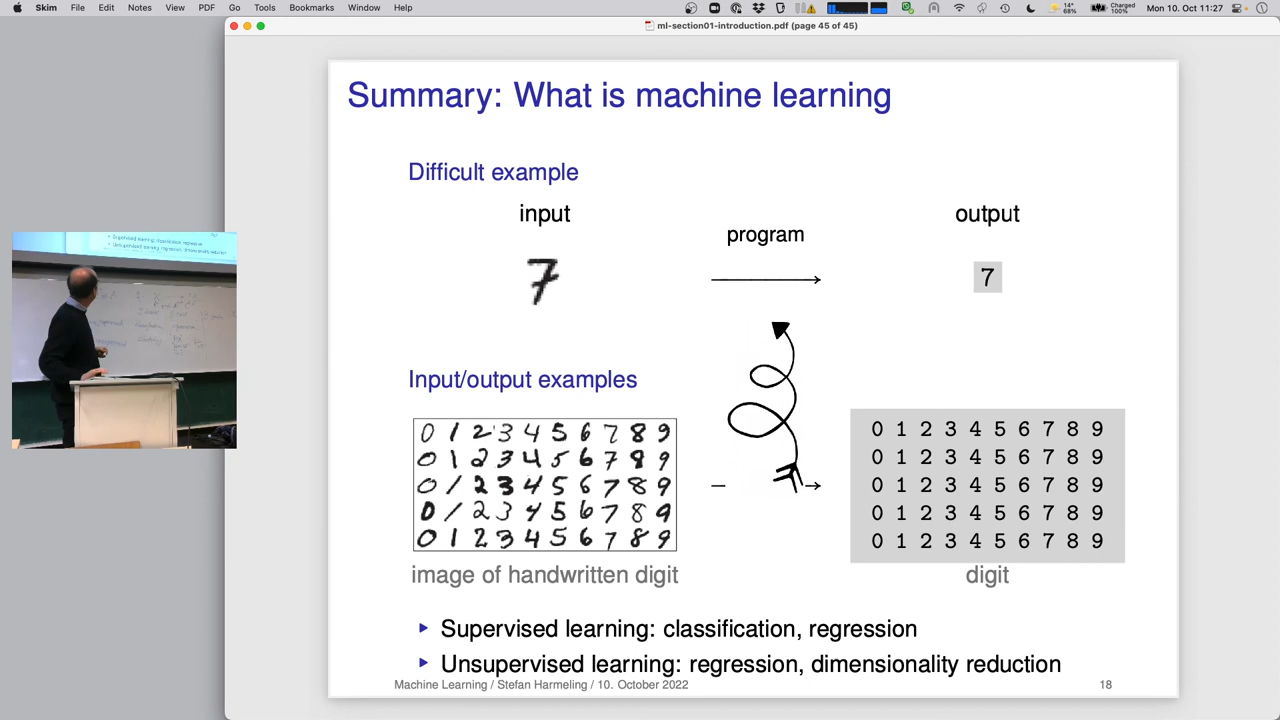 Skim File Edit View Go Tools Bookmarks Window Help
14°
68%
Charged
100%
Mon 10. Oct 11:27
ml-section01-introduction.pdf (page 45 of 45)
Summary: What is machine learning
Difficult example
input
program
output
7
7
Input/output examples
0 1 2 3 4 5 6 7 8 9
0 1 2 3 4 5 6 7 8 9
0 1 2 3 4 5 6 7 8 9
0 1 2 3 4 5 6 7 8 9
0 1 2 3 4 5 6 7 8 9
0 1 2 3 4 5 6 7 8 9
0 1 2 3 4 5 6 7 8 9
0 1 2 3 4 5 6 7 8 9
0 1 2 3 4 5 6 7 8 9
0 1 2 3 4 5 6 7 8 9
image of handwritten digit
digit
Supervised learning: classification, regression
Unsupervised learning: regression, dimensionality reduction
Machine Learning / Stefan Harmeling / 10. October 2022
18